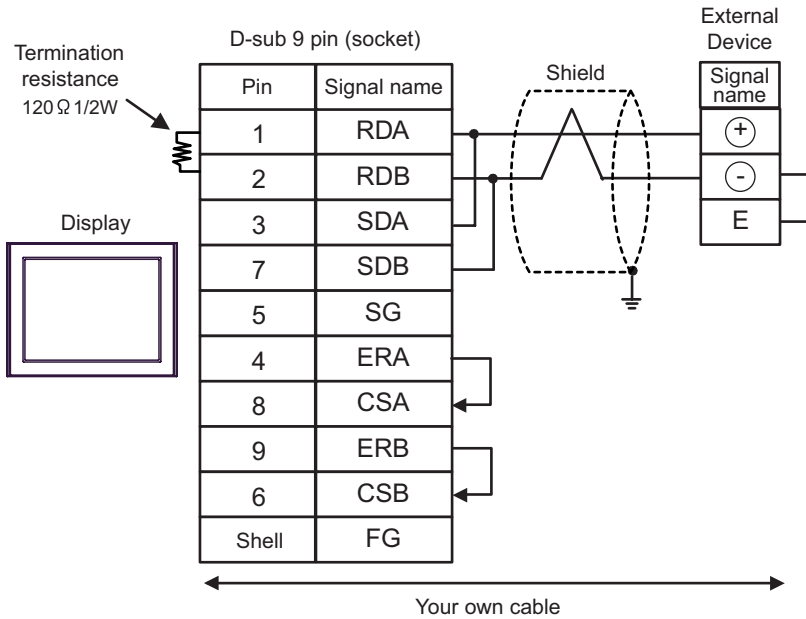 External
Device
D-sub 9 pin (socket)
Termination
resistance
120 Ω 1/2W
Shield
Pin
Signal name
Signal
name
1
RDA
+
2
RDB
-
Display
3
SDA
E
7
SDB
5
SG
4
ERA
8
CSA
9
ERB
6
CSB
Shell
FG
Your own cable